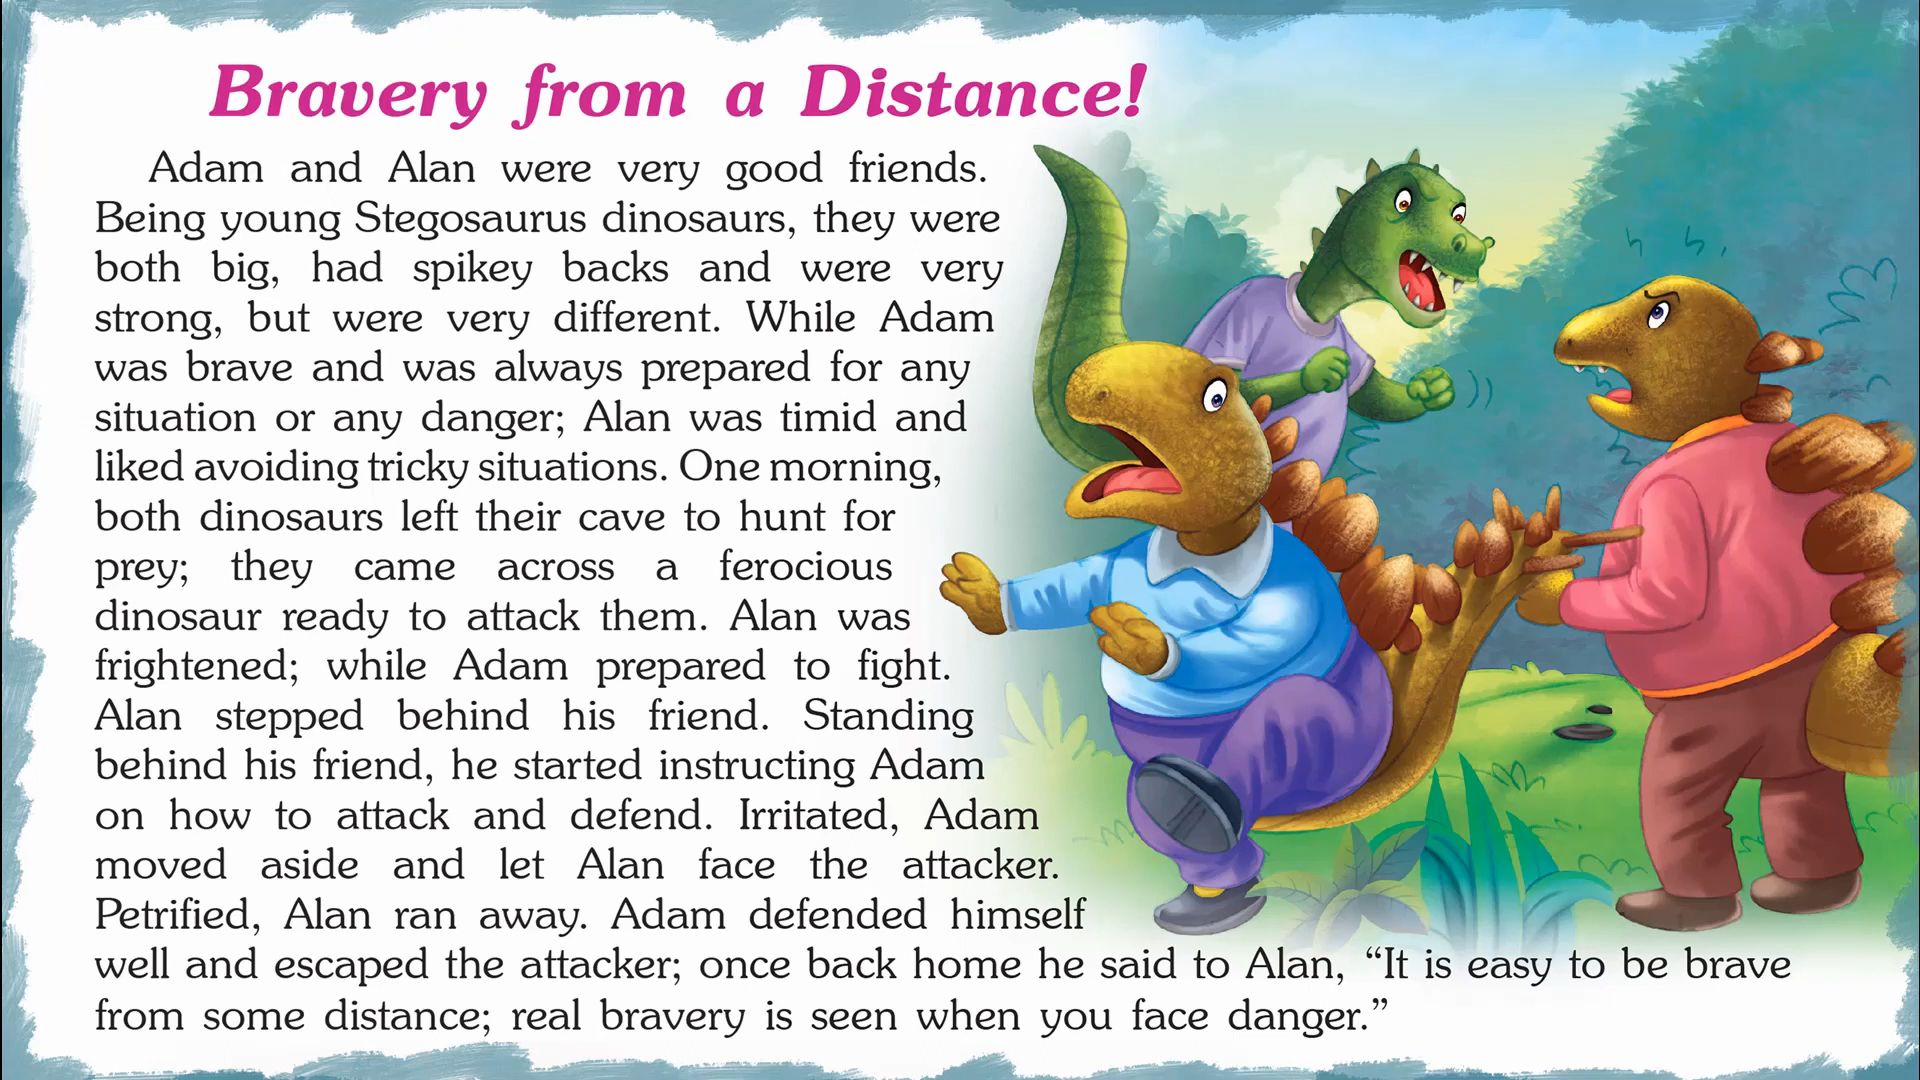 Bravery from a Distance!
Adam and Alan were very good friends.
Being young Stegosaurus dinosaurs, they were
both big, had spikey backs and were very
strong, but were very different. While Adam
was brave and was always prepared for any
situation or any danger; Alan was timid and
liked avoiding tricky situations. One morning,
both dinosaurs left their cave to hunt for
prey; they came across a ferocious
dinosaur ready to attack them. Alan was
frightened; while Adam prepared to fight.
Alan stepped behind his friend. Standing
behind his friend, he started instructing Adam
on how to attack and defend. Irritated, Adam
moved aside and let Alan face the attacker.
Petrified, Alan ran away. Adam defended himself
well and escaped the attacker; once back home he said to Alan, “It is easy to be brave
from some distance; real bravery is seen when you face danger.”